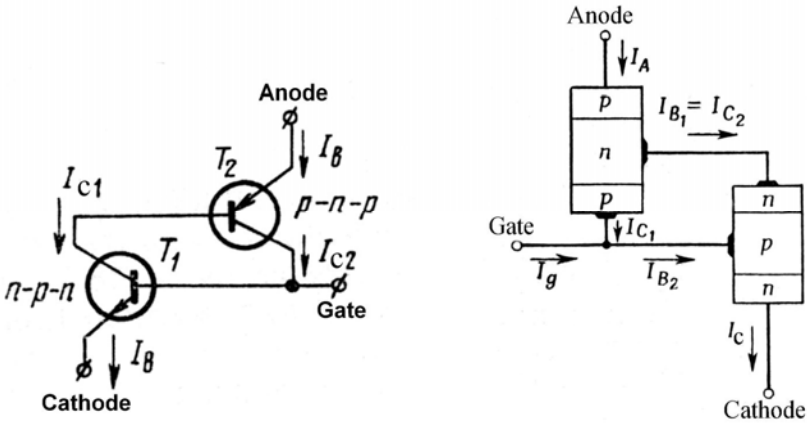 Anode
I_B
T_2
I_C1
p-n-p
T_1
I_C2
n-p-n
Gate
I_B
Cathode
Anode
I_A
p
I_B1 = I_C2
n
p
n
Gate
I_C1
p
I_g
I_B2
n
I_C
Cathode